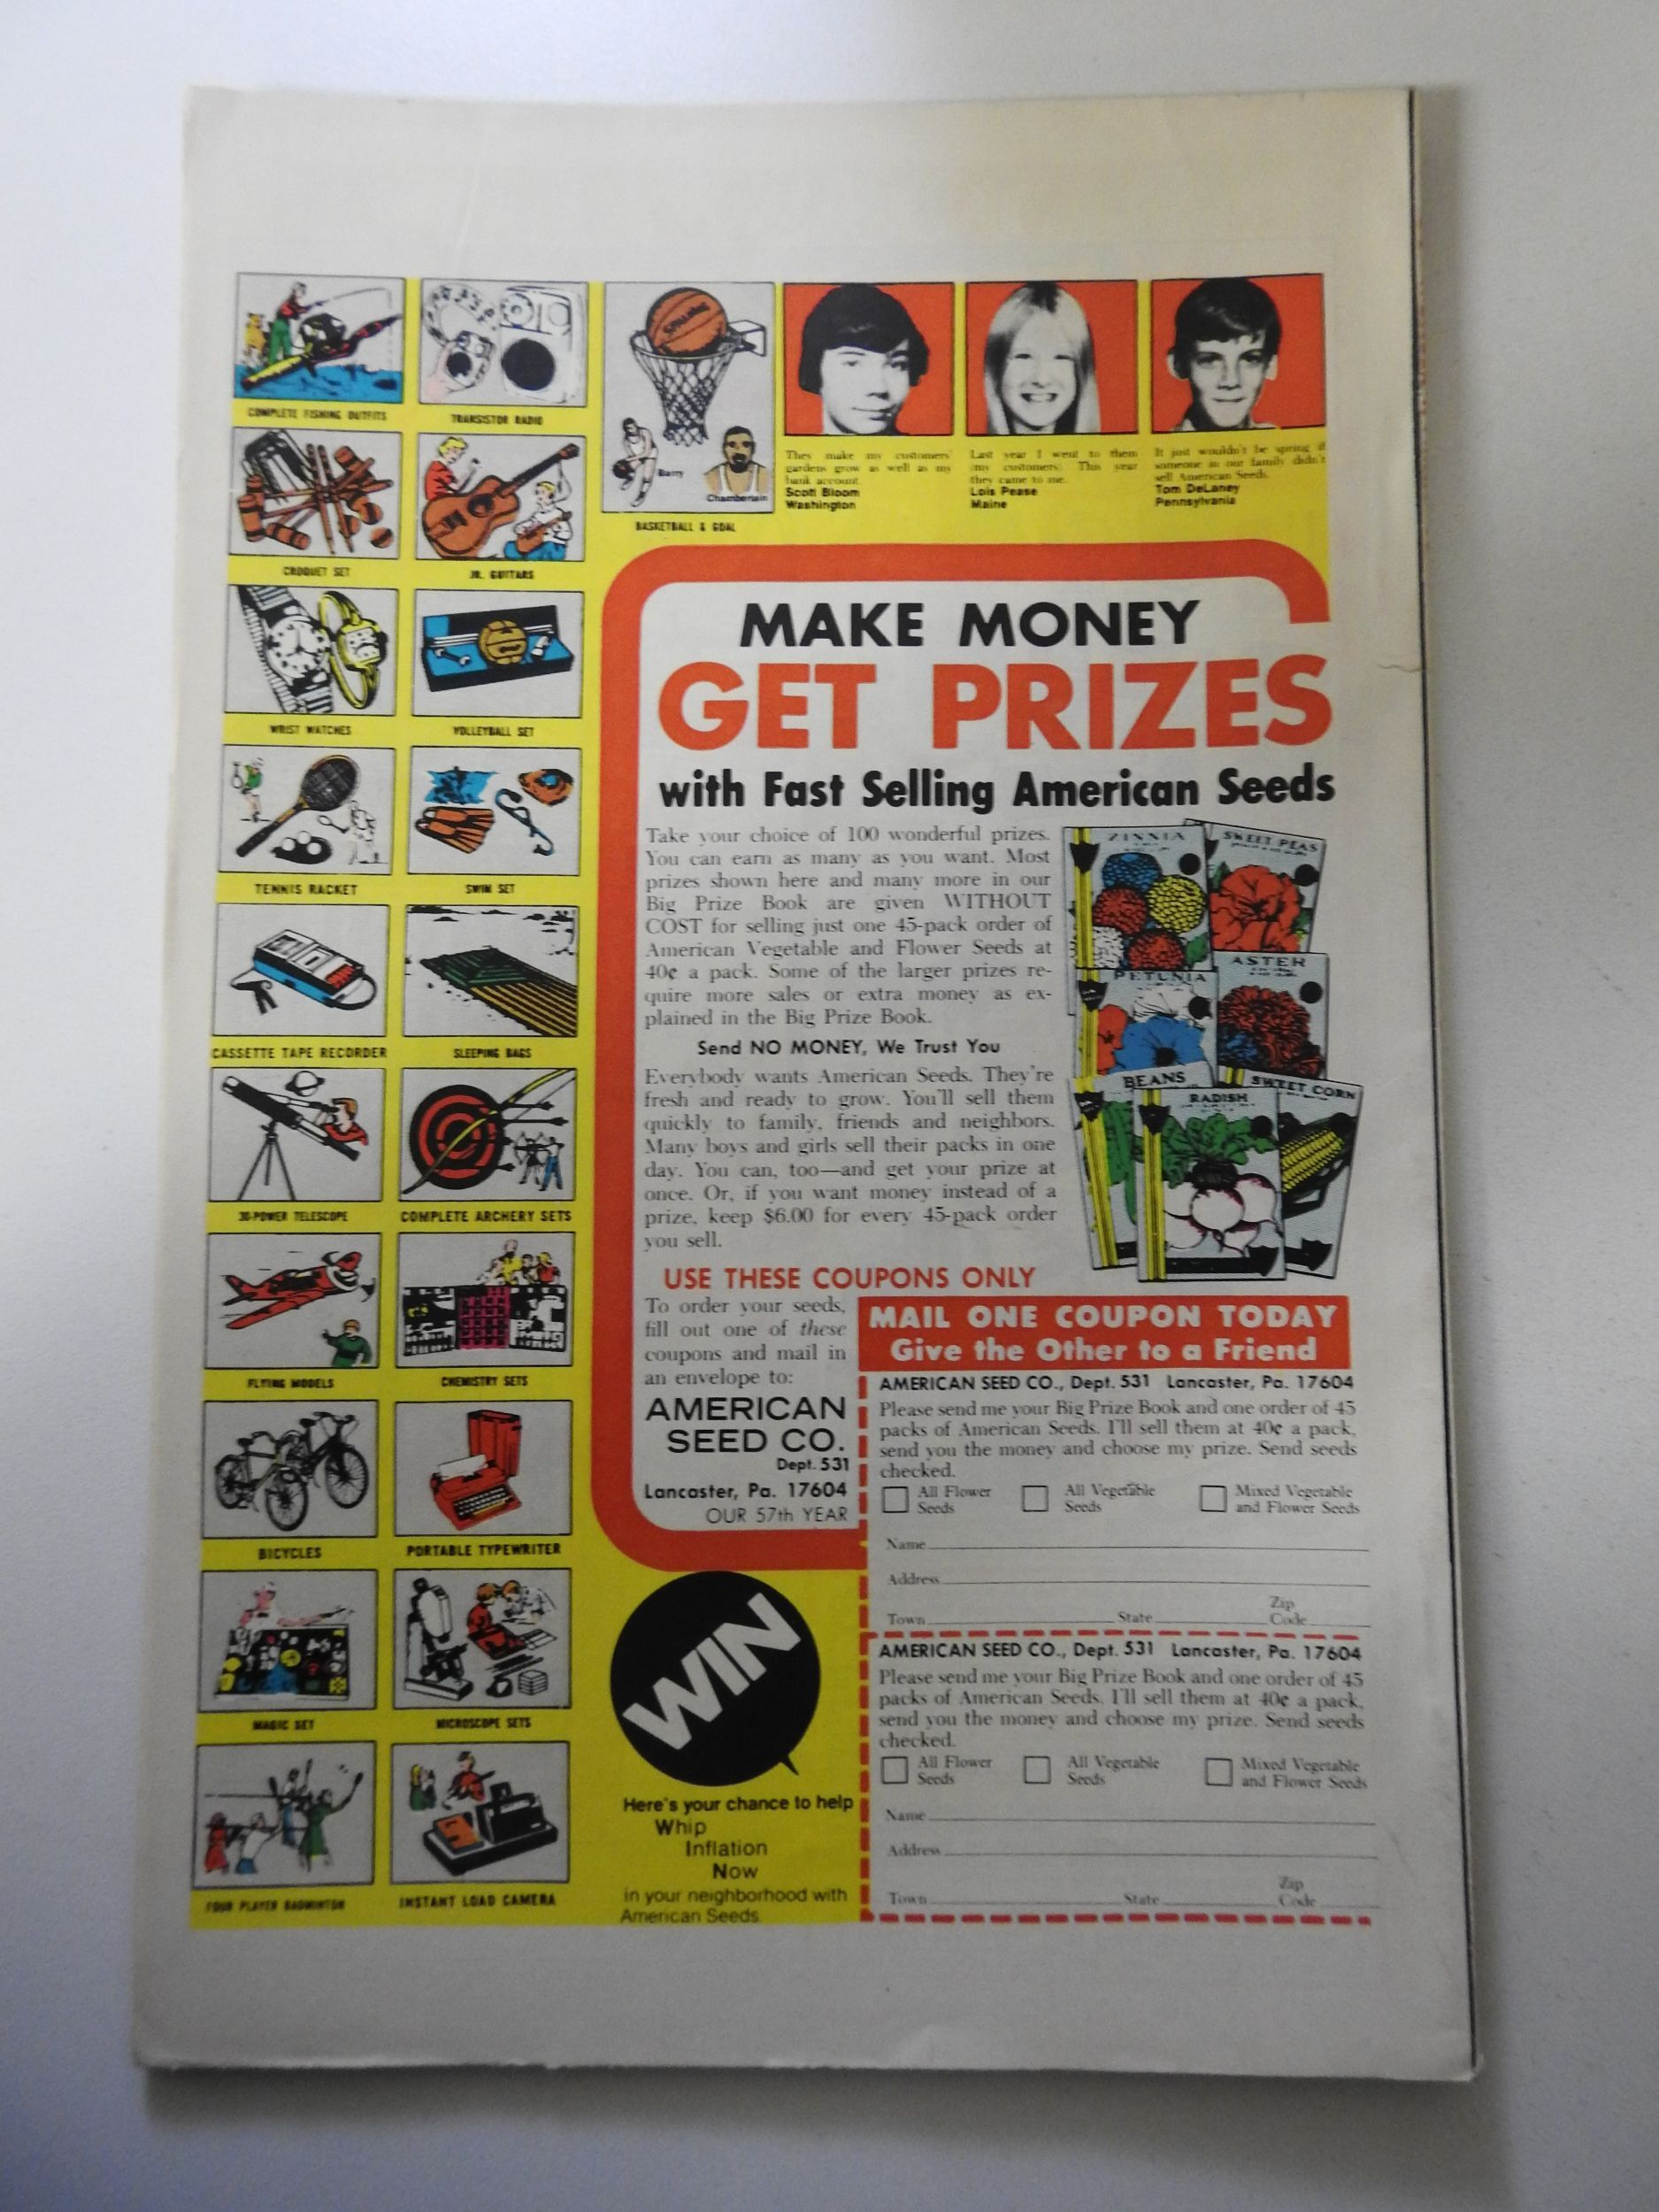 COMPLETE FISHING OUTFITS
TRANSISTOR RADIO
CROQUET SET
JR. GUITARS
WRIST WATCHES
VOLLEYBALL SET
TENNIS RACKET
SWIM SET
CASSETTE TAPE RECORDER
SLEEPING BAGS
30-POWER TELESCOPE
COMPLETE ARCHERY SETS
FLYING MODELS
CHEMISTRY SETS
BICYCLES
PORTABLE TYPEWRITER
MAGIC SET
MICROSCOPE SETS
FOUR PLAYER BADMINTON
INSTANT LOAD CAMERA
SPALDING
Barry
Chamberlain
BASKETBALL & GOAL
They make my customers'
gardens grow as well as my
bank account.
Scott Bloom
Washington
Last year I went to them
(my customers). This year
they came to me.
Lois Pease
Maine
It just wouldn't be spring if
someone in our family didn't
sell American Seeds.
Tom DeLaney
Pennsylvania
MAKE MONEY
GET PRIZES
with Fast Selling American Seeds
Take your choice of 100 wonderful prizes.
You can earn as many as you want. Most
prizes shown here and many more in our
Big Prize Book are given WITHOUT
COST for selling just one 45-pack order of
American Vegetable and Flower Seeds at
40¢ a pack. Some of the larger prizes re-
quire more sales or extra money as ex-
plained in the Big Prize Book.
Send NO MONEY, We Trust You
Everybody wants American Seeds. They're
fresh and ready to grow. You'll sell them
quickly to family, friends and neighbors.
Many boys and girls sell their packs in one
day. You can, too—and get your prize at
once. Or, if you want money instead of a
prize, keep $6.00 for every 45-pack order
you sell.
ZINNIA
SWEET PEAS
PETUNIA
ASTER
BEANS
RADISH
SWEET CORN
USE THESE COUPONS ONLY
To order your seeds,
fill out one of these
coupons and mail in
an envelope to:
AMERICAN
SEED CO.
Dept. 531
Lancaster, Pa. 17604
OUR 57th YEAR
MAIL ONE COUPON TODAY
Give the Other to a Friend
AMERICAN SEED CO., Dept. 531 Lancaster, Pa. 17604
Please send me your Big Prize Book and one order of 45
packs of American Seeds. I'll sell them at 40¢ a pack,
send you the money and choose my prize. Send seeds
checked.
All Flower Seeds
All Vegetable Seeds
Mixed Vegetable and Flower Seeds
Name
Address
Town State Zip Code
AMERICAN SEED CO., Dept. 531 Lancaster, Pa. 17604
Please send me your Big Prize Book and one order of 45
packs of American Seeds. I'll sell them at 40¢ a pack,
send you the money and choose my prize. Send seeds
checked.
All Flower Seeds
All Vegetable Seeds
Mixed Vegetable and Flower Seeds
Name
Address
Town State Zip Code
WIN
Here's your chance to help
Whip
Inflation
Now
in your neighborhood with
American Seeds.